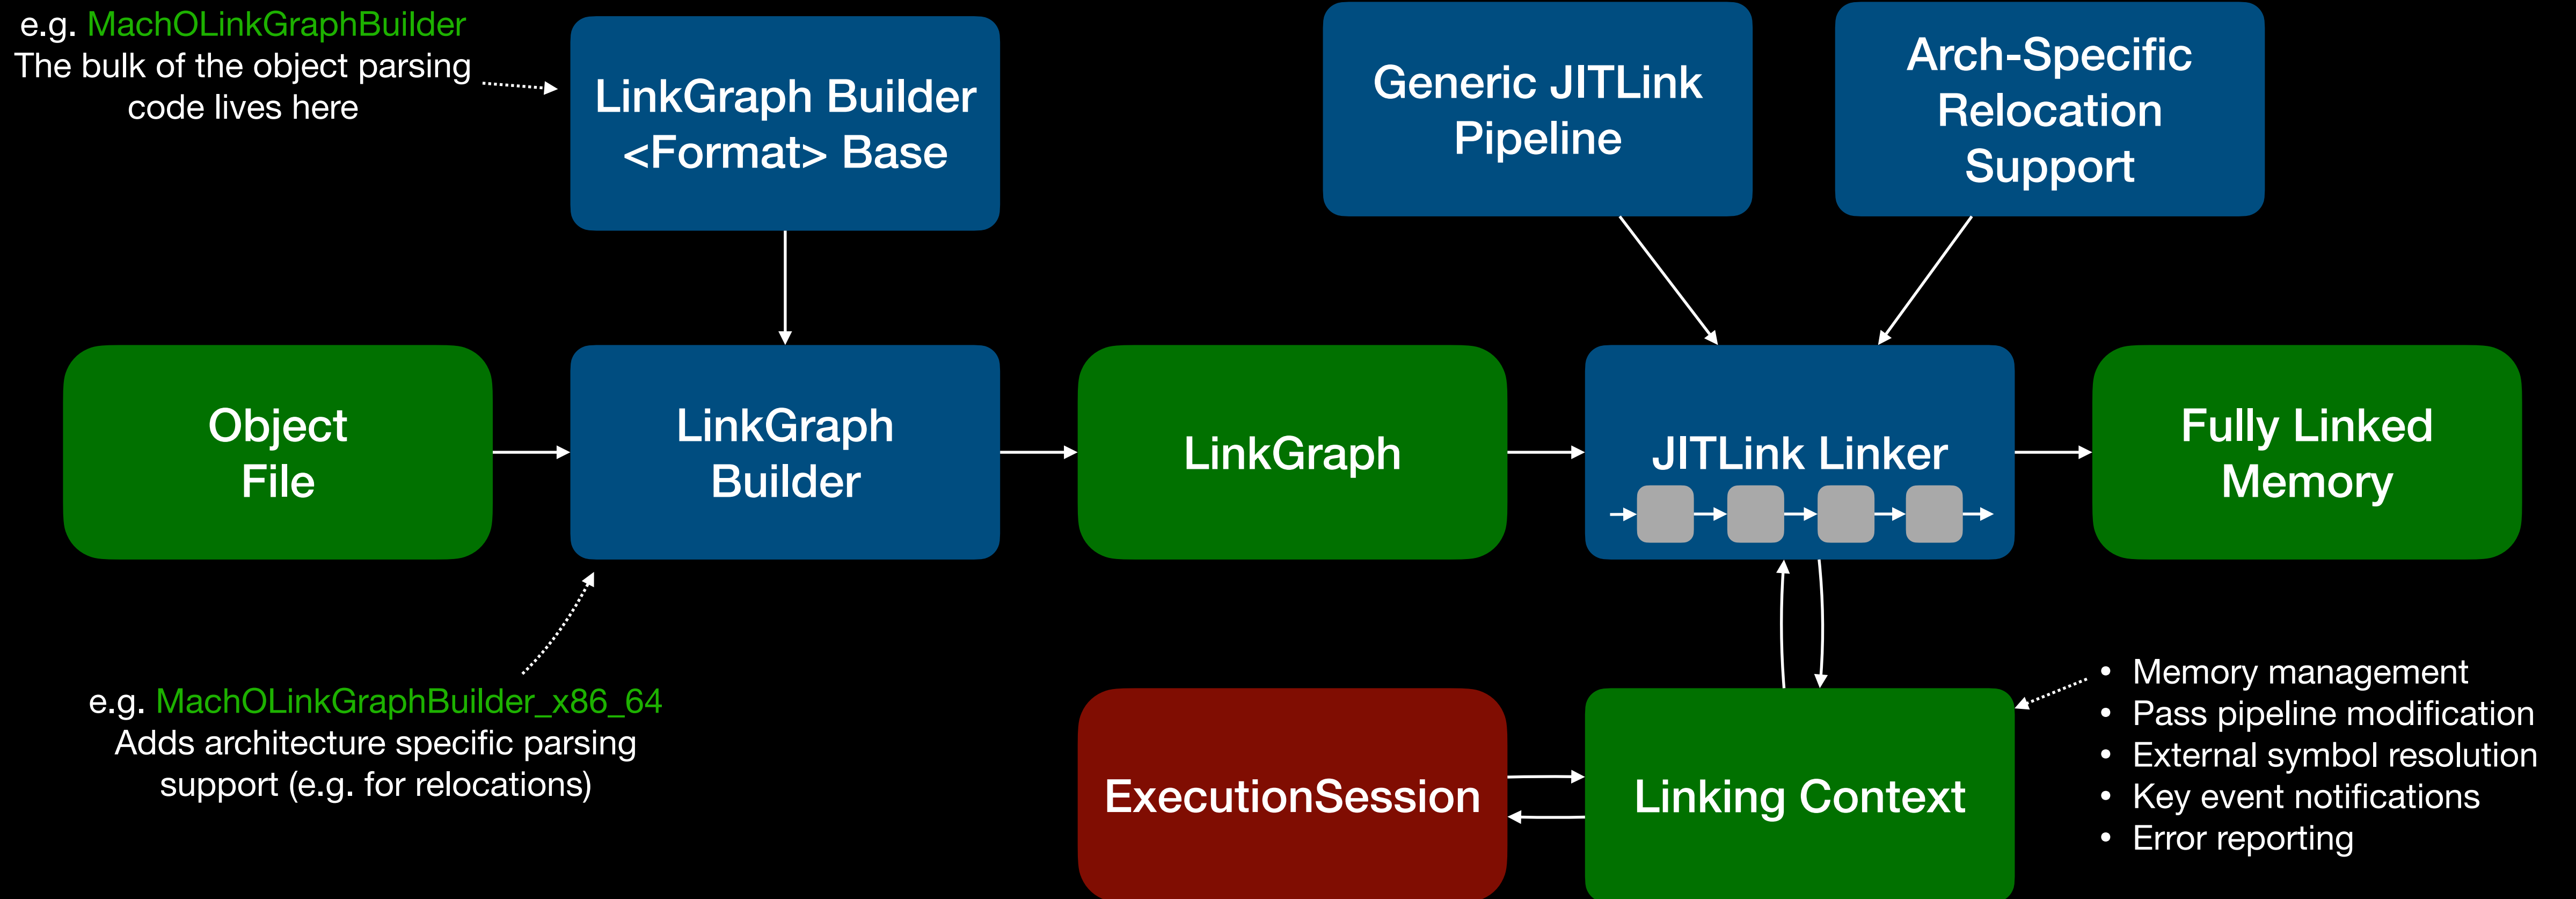 e.g. MachOLinkGraphBuilder
The bulk of the object parsing
code lives here
LinkGraph Builder
<Format> Base
Generic JITLink
Pipeline
Arch-Specific
Relocation
Support
Object
File
LinkGraph
Builder
LinkGraph
JITLink Linker
Fully Linked
Memory
e.g. MachOLinkGraphBuilder_x86_64
Adds architecture specific parsing
support (e.g. for relocations)
ExecutionSession
Linking Context
• Memory management
• Pass pipeline modification
• External symbol resolution
• Key event notifications
• Error reporting